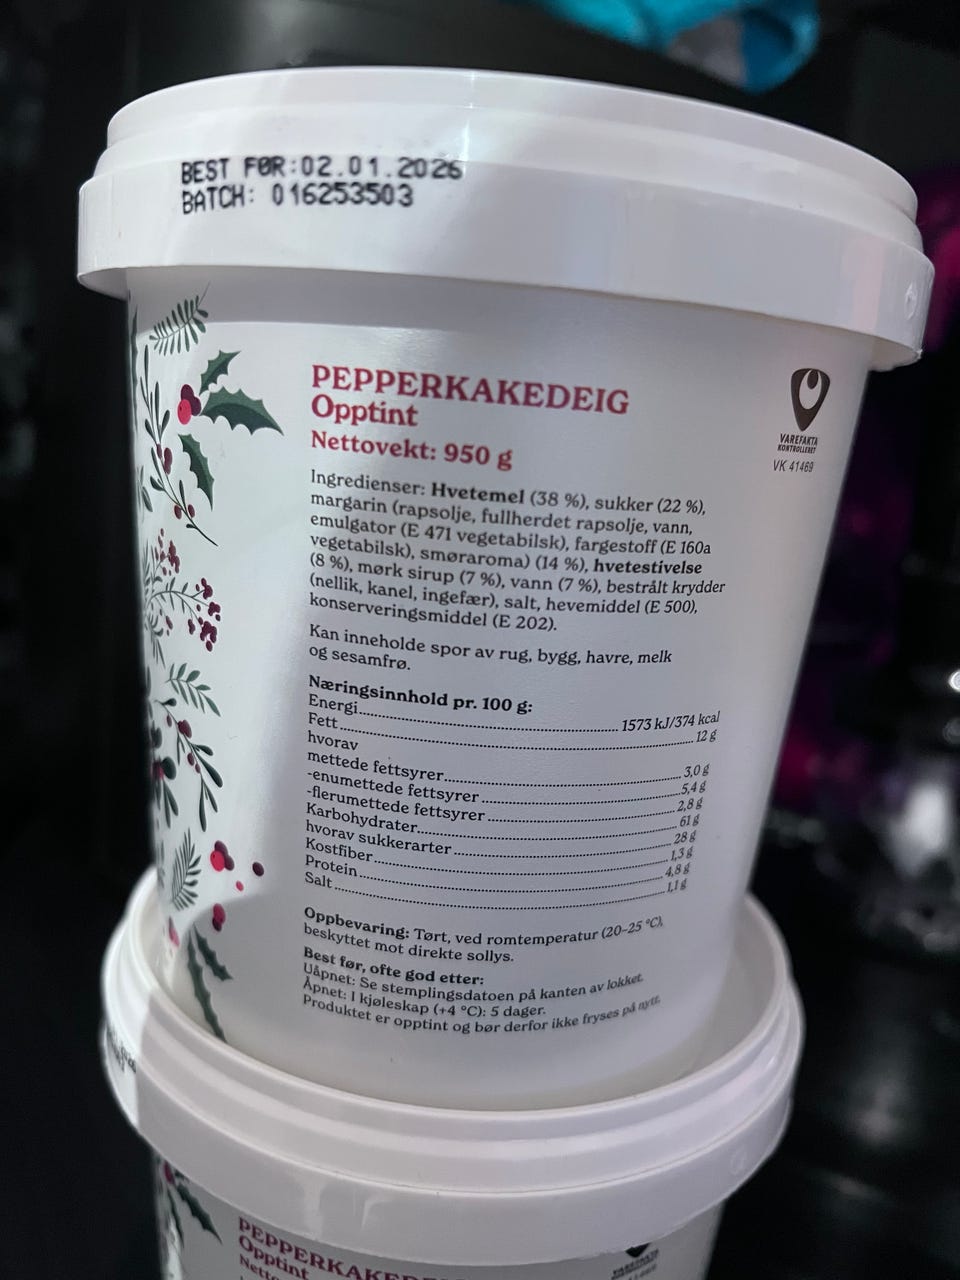 BEST FØR:02.01.2026
BATCH: 016253503
PEPPERKAKEDEIG
Opptint
Nettovekt: 950 g
VAREFAKTA
KONTROLLERT
VK 41469
Ingredienser: Hvetemel (38 %), sukker (22 %),
margarin (rapsolje, fullherdet rapsolje, vann,
emulgator (E 471 vegetabilsk), fargestoff (E 160a
vegetabilsk), smøraroma) (14 %), hvetestivelse
(8 %), mørk sirup (7 %), vann (7 %), bestrålt krydder
(nellik, kanel, ingefær), salt, hevemiddel (E 500),
konserveringsmiddel (E 202).
Kan inneholde spor av rug, bygg, havre, melk
og sesamfrø.
Næringsinnhold pr. 100 g:
Energi 1573 kJ/374 kcal
Fett 12 g
hvorav
mettede fettsyrer 3,0 g
-enumettede fettsyrer 5,4 g
-flerumettede fettsyrer 2,8 g
Karbohydrater 61 g
hvorav sukkerarter 28 g
Kostfiber 1,3 g
Protein 4,8 g
Salt 1,1 g
Oppbevaring: Tørt, ved romtemperatur (20–25 °C),
beskyttet mot direkte sollys.
Best før, ofte god etter:
Uåpnet: Se stemplingsdatoen på kanten av lokket.
Åpnet: I kjøleskap (+4 °C): 5 dager.
Produktet er opptint og bør derfor ikke fryses på nytt.
PEPPERKAKEDE
Opptint
Netto
VAREFAKTA